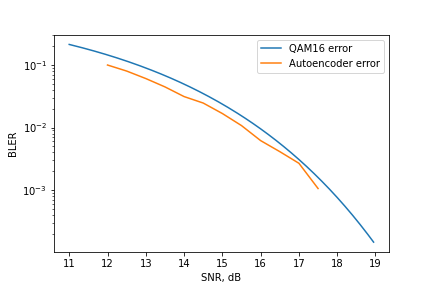 QAM16 error
Autoencoder error
10⁻¹
10⁻²
10⁻³
BLER
11 12 13 14 15 16 17 18 19
SNR, dB